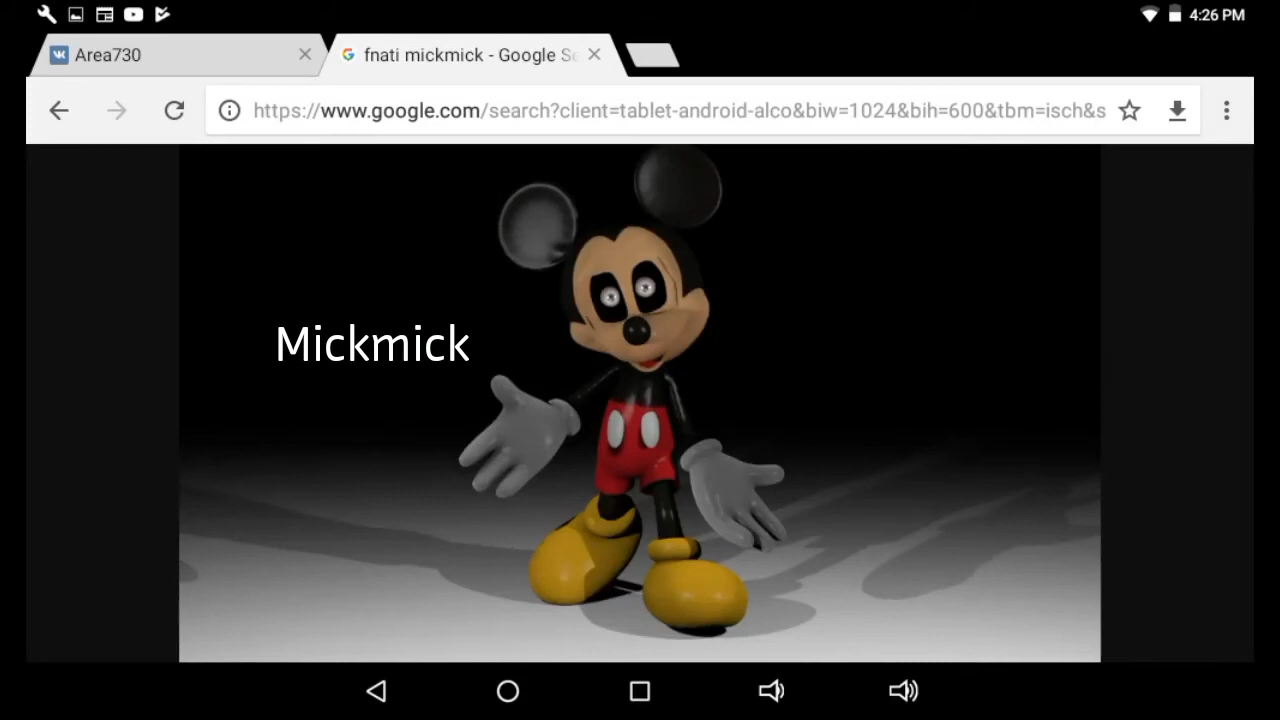 4:26 PM
Area730
fnati mickmick - Google Se
https://www.google.com/search?client=tablet-android-alco&biw=1024&bih=600&tbm=isch&s
Mickmick